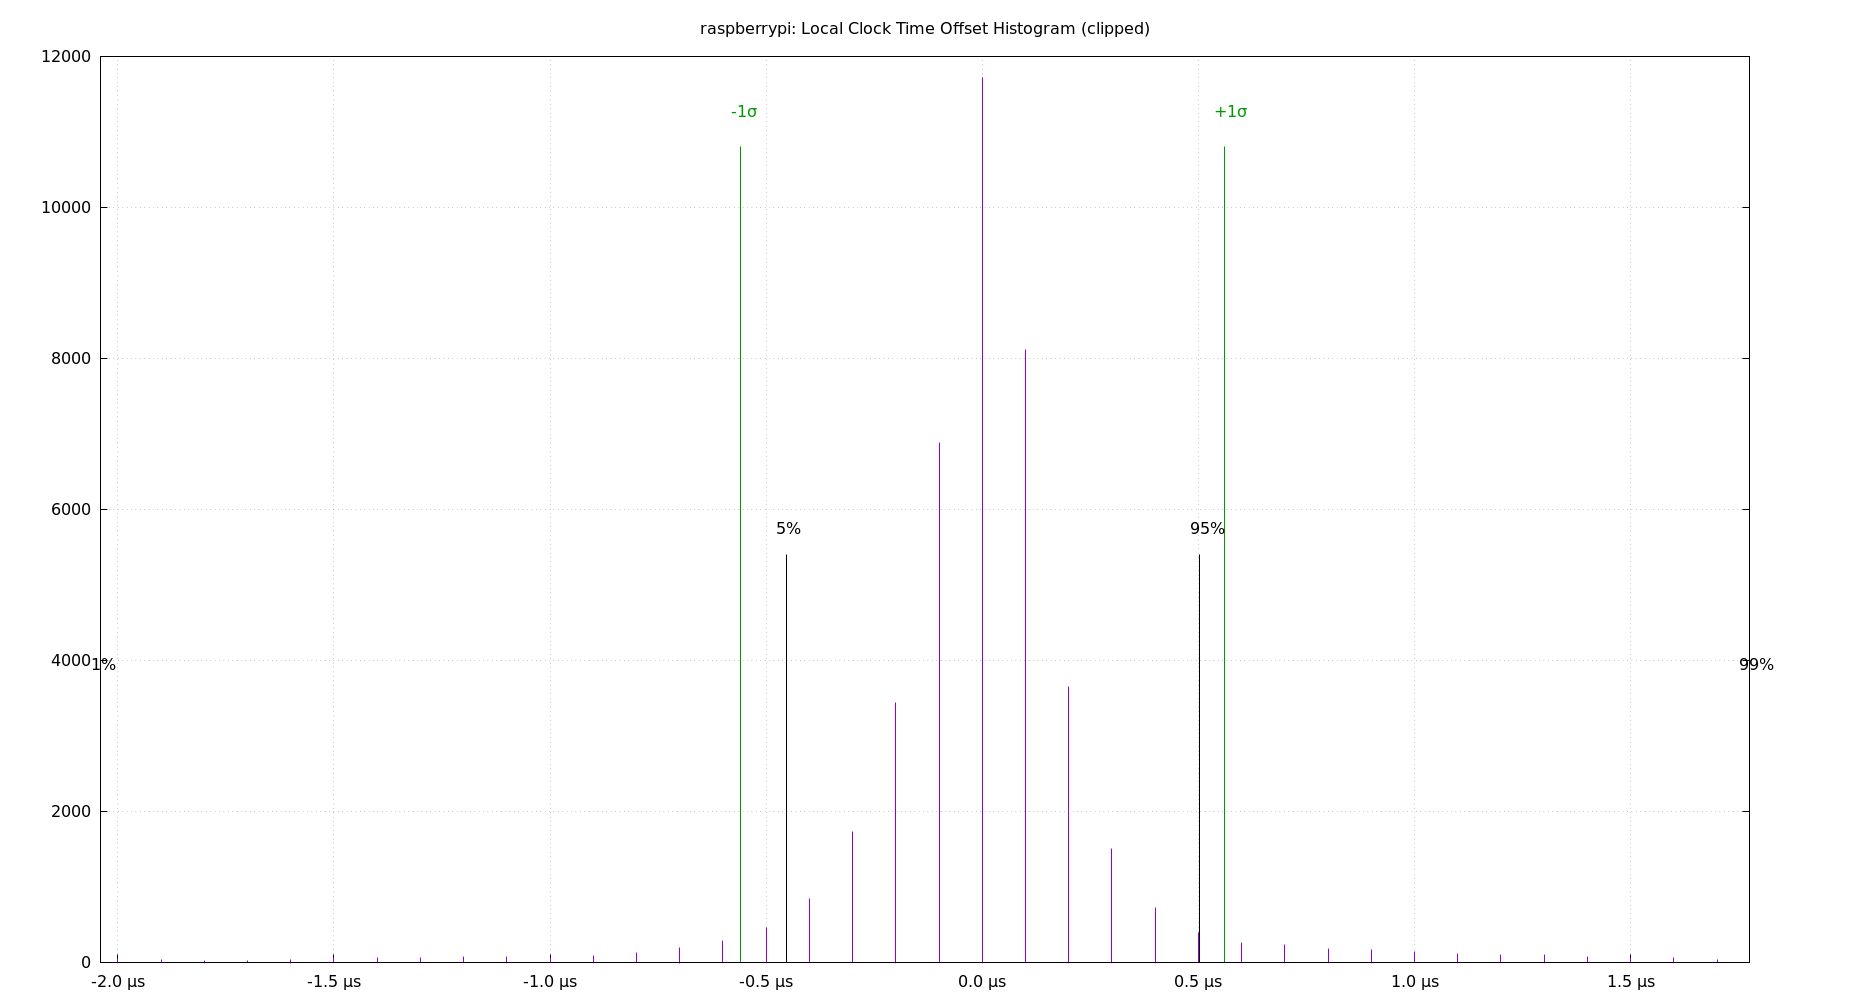 raspberrypi: Local Clock Time Offset Histogram (clipped)
12000
-1σ +1σ
10000
8000
6000
5% 95%
4000 1% 99%
2000
0
-2.0 µs -1.5 µs -1.0 µs -0.5 µs 0.0 µs 0.5 µs 1.0 µs 1.5 µs